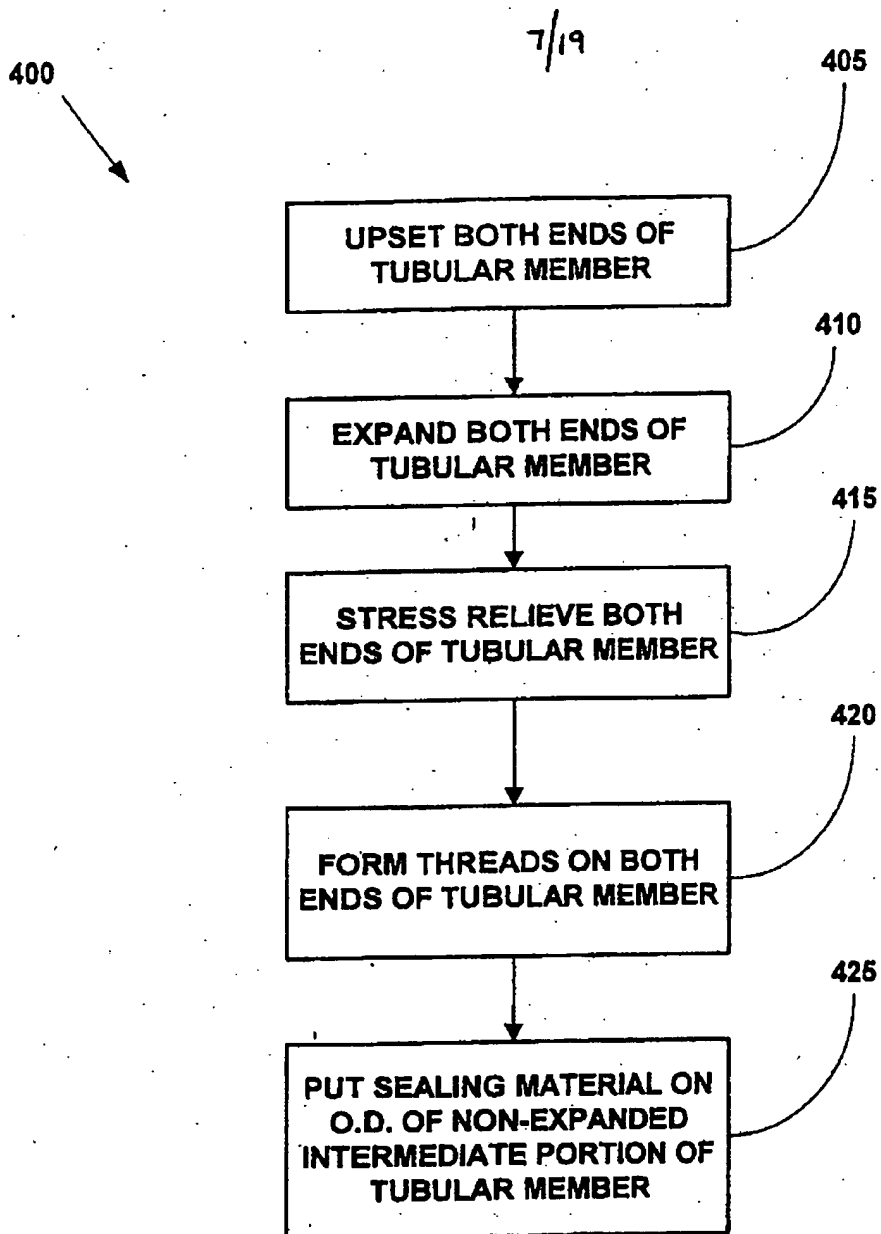 7/19
400
405
UPSET BOTH ENDS OF
TUBULAR MEMBER
410
EXPAND BOTH ENDS OF
TUBULAR MEMBER
415
STRESS RELIEVE BOTH
ENDS OF TUBULAR MEMBER
420
FORM THREADS ON BOTH
ENDS OF TUBULAR MEMBER
425
PUT SEALING MATERIAL ON
O.D. OF NON-EXPANDED
INTERMEDIATE PORTION OF
TUBULAR MEMBER